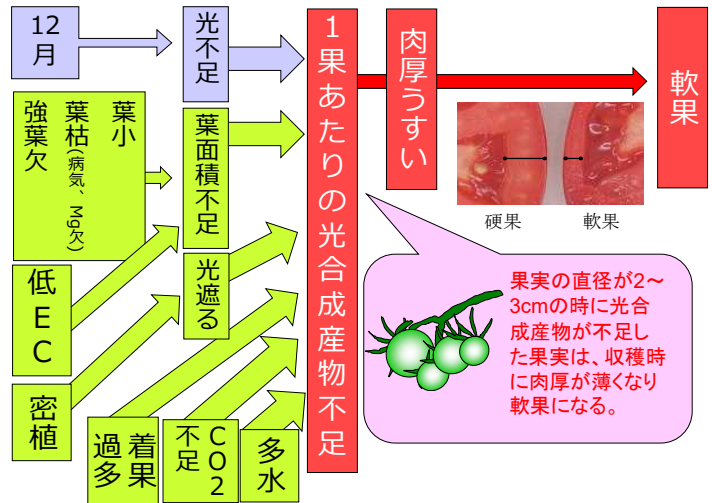 12月
光不足
1果あたりの光合成産物不足
肉厚うすい
軟果
葉小
葉枯(病気、Mg欠)
強葉欠
葉面積不足
硬果
軟果
低EC
光遮る
果実の直径が2～
3cmの時に光合
成産物が不足し
た果実は、収穫時
に肉厚が薄くなり
軟果になる。
密植
着果
過多
CO2
不足
多水